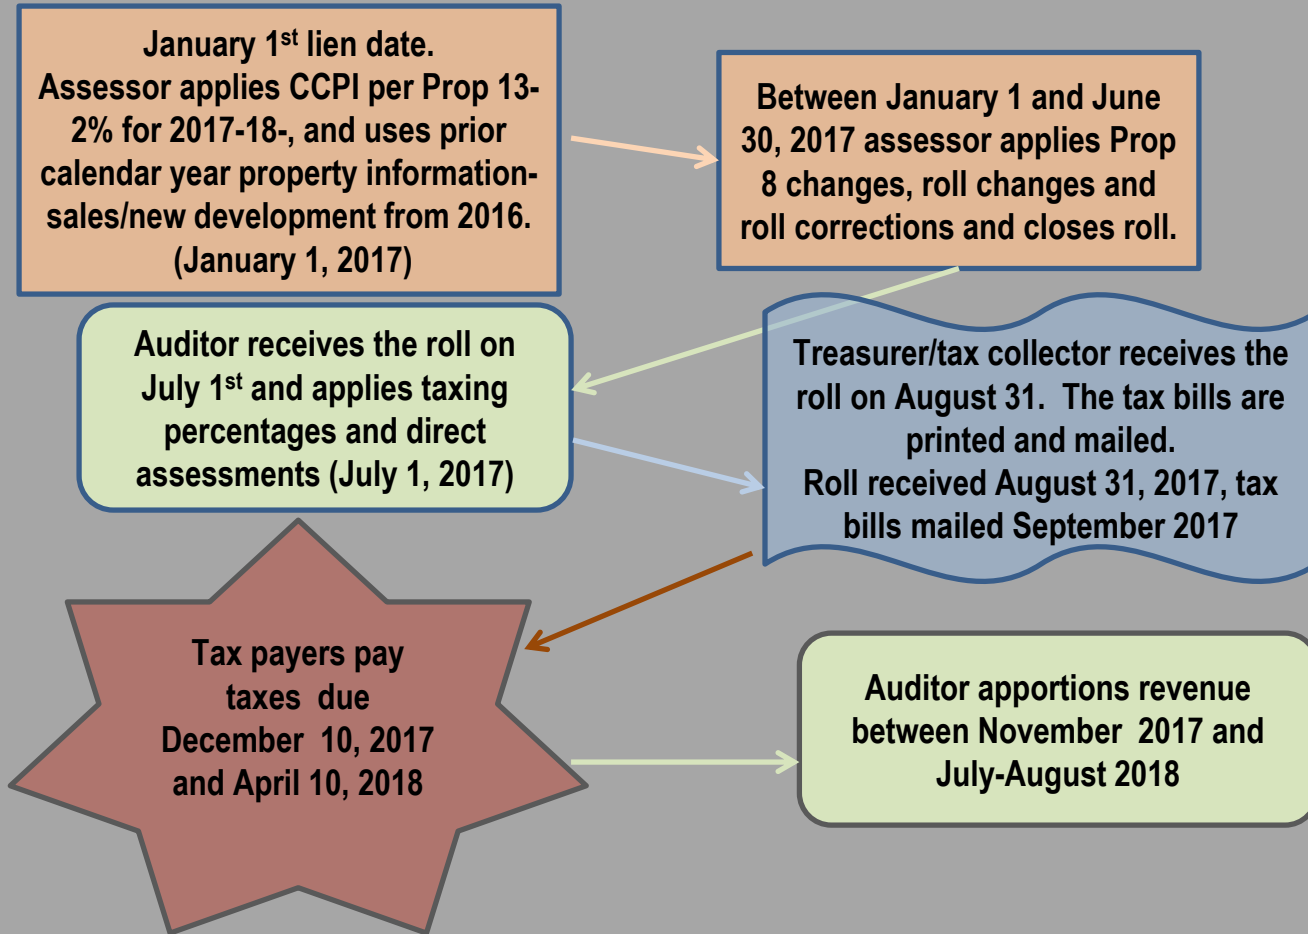 January 1st lien date.
Assessor applies CCPI per Prop 13-
2% for 2017-18-, and uses prior
calendar year property information-
sales/new development from 2016.
(January 1, 2017)
Between January 1 and June
30, 2017 assessor applies Prop
8 changes, roll changes and
roll corrections and closes roll.
Auditor receives the roll on
July 1st and applies taxing
percentages and direct
assessments (July 1, 2017)
Treasurer/tax collector receives the
roll on August 31. The tax bills are
printed and mailed.
Roll received August 31, 2017, tax
bills mailed September 2017
Tax payers pay
taxes due
December 10, 2017
and April 10, 2018
Auditor apportions revenue
between November 2017 and
July-August 2018